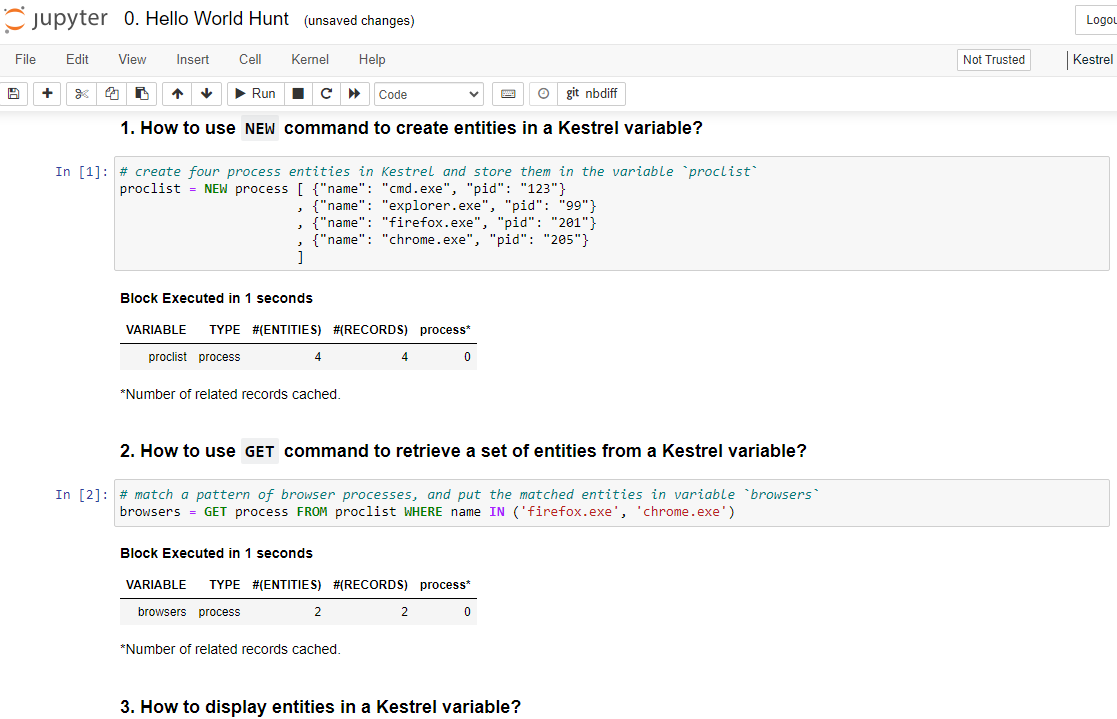 jupyter 0. Hello World Hunt (unsaved changes)
Logou
File Edit View Insert Cell Kernel Help Not Trusted Kestrel
Run Code git nbdiff
1. How to use NEW command to create entities in a Kestrel variable?
In [1]: # create four process entities in Kestrel and store them in the variable `proclist`
proclist = NEW process [ {"name": "cmd.exe", "pid": "123"}
, {"name": "explorer.exe", "pid": "99"}
, {"name": "firefox.exe", "pid": "201"}
, {"name": "chrome.exe", "pid": "205"}
]
Block Executed in 1 seconds
VARIABLE TYPE #(ENTITIES) #(RECORDS) process*
proclist process 4 4 0
*Number of related records cached.
2. How to use GET command to retrieve a set of entities from a Kestrel variable?
In [2]: # match a pattern of browser processes, and put the matched entities in variable `browsers`
browsers = GET process FROM proclist WHERE name IN ('firefox.exe', 'chrome.exe')
Block Executed in 1 seconds
VARIABLE TYPE #(ENTITIES) #(RECORDS) process*
browsers process 2 2 0
*Number of related records cached.
3. How to display entities in a Kestrel variable?